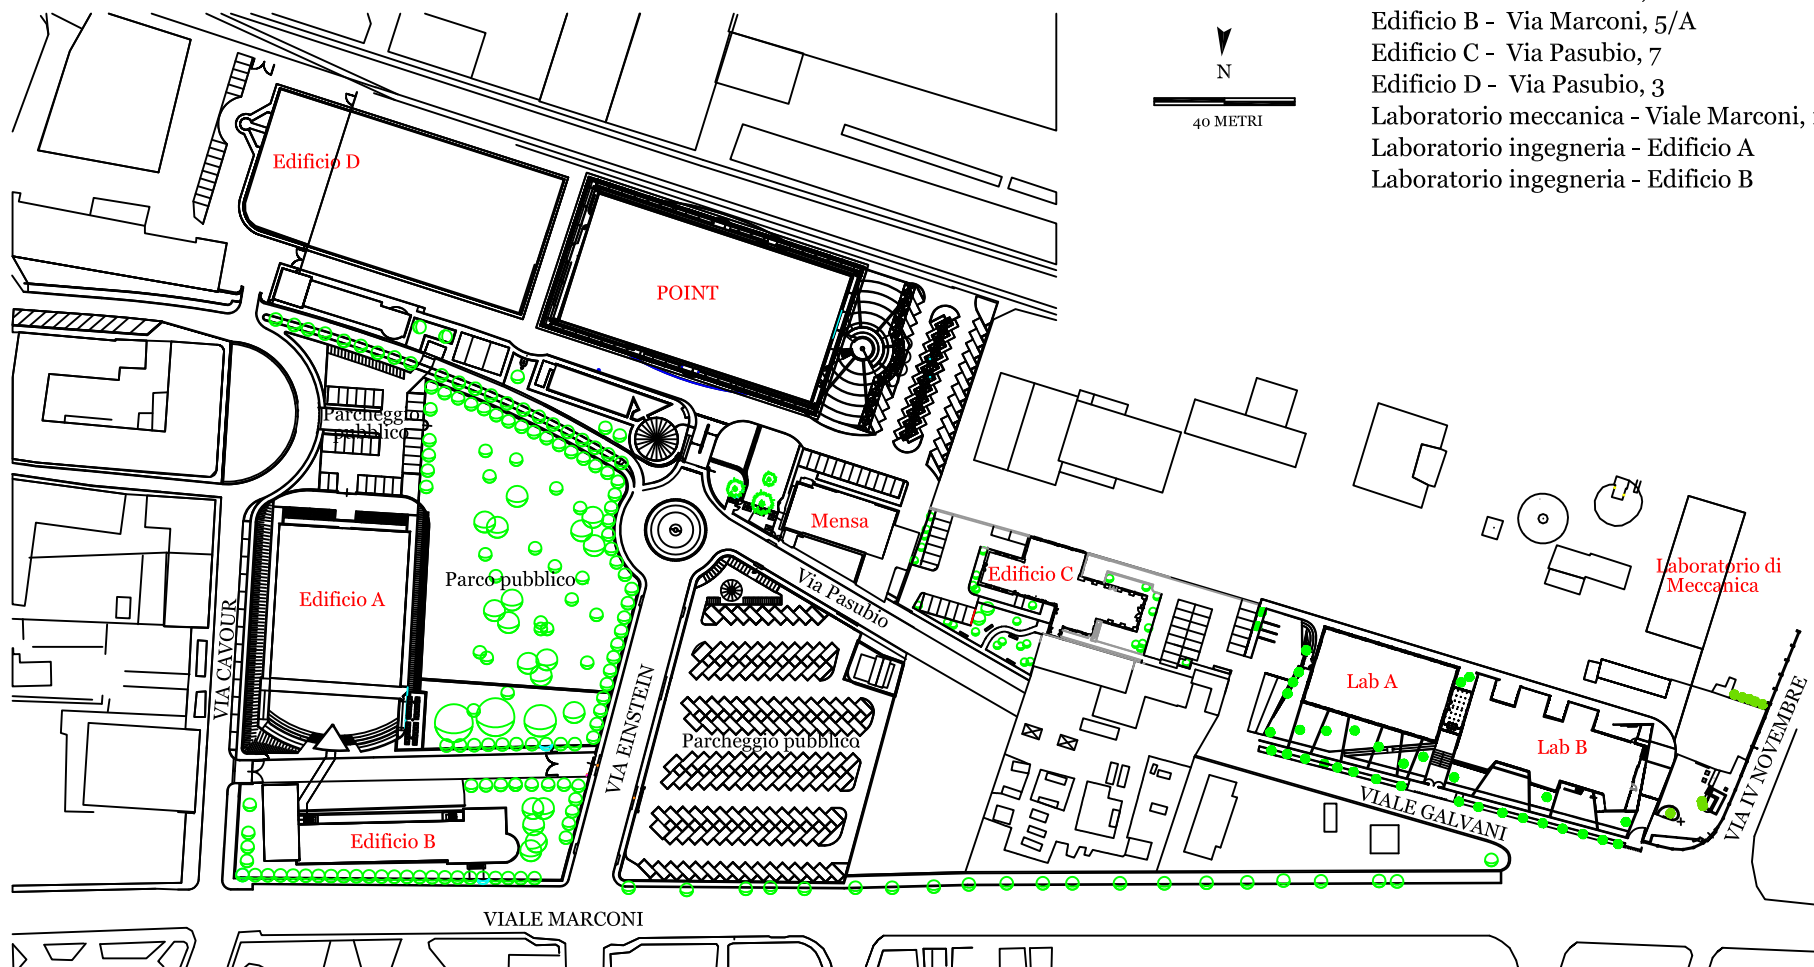 Edificio B - Via Marconi, 5/A
Edificio C - Via Pasubio, 7
Edificio D - Via Pasubio, 3
Laboratorio meccanica - Viale Marconi,
Laboratorio ingegneria - Edificio A
Laboratorio ingegneria - Edificio B
N
40 METRI
Edificio D
POINT
Parcheggio
pubblico
Mensa
Edificio A
Parco pubblico
Via Pasubio
Edificio C
Laboratorio di
Meccanica
VIA CAVOUR
VIA EINSTEIN
Parcheggio pubblico
Lab A
Lab B
VIALE GALVANI
VIA IV NOVEMBRE
Edificio B
VIALE MARCONI